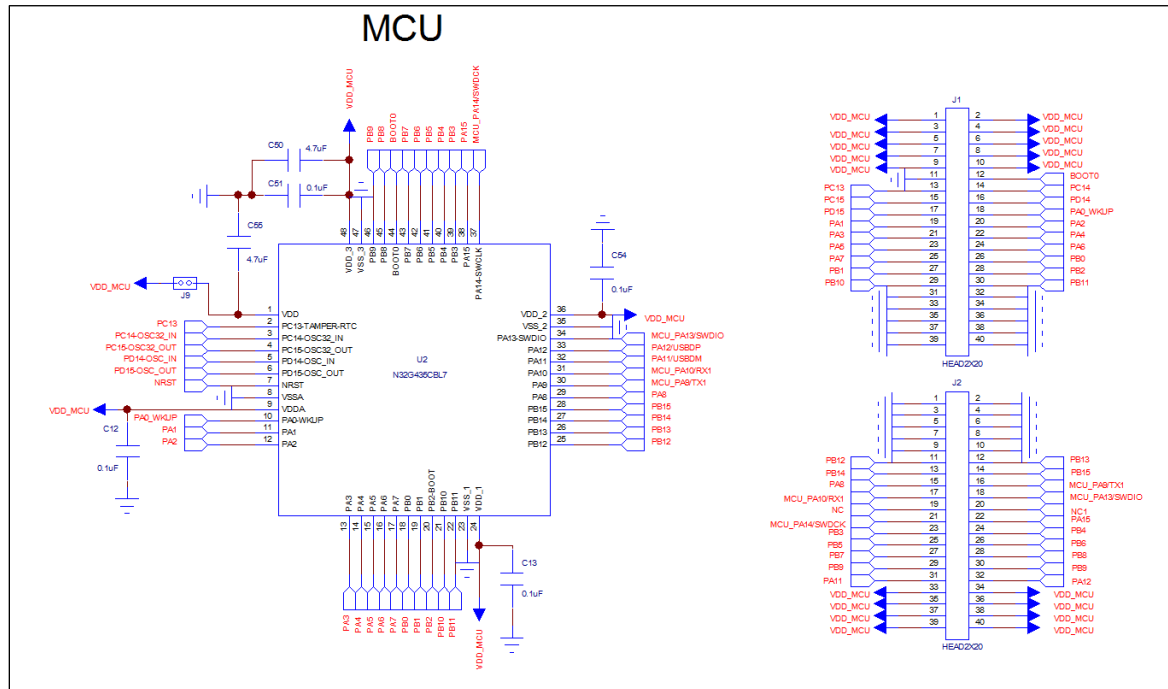 MCU
VDD_MCU
PB9
PB8
BOOT0
PB7
PB6
PB5
PB4
PB3
PA15
MCU_PA14/SWDCK
C50
4.7uF
C51
0.1uF
C55
4.7uF
48 47 46 45 44 43 42 41 40 39 38 37
VDD_3
VSS_3
PB9
PB8
BOOT0
PB7
PB6
PB5
PB4
PB3
PA15
PA14-SWCLK
C54
0.1uF
VDD_MCU
J9
1 VDD
PC13 2 PC13-TAMPER-RTC
PC14-OSC32_IN 3 PC14-OSC32_IN
PC15-OSC32_OUT 4 PC15-OSC32_OUT
PD14-OSC_IN 5 PD14-OSC_IN
PD15-OSC_OUT 6 PD15-OSC_OUT
NRST 7 NRST
8 VSSA
VDD_MCU 9 VDDA
PA0_WKUP 10 PA0-WKUP
PA1 11 PA1
PA2 12 PA2
C12
0.1uF
U2
N32G435CBL7
VDD_2 36 VDD_MCU
VSS_2 35
PA13-SWDIO 34 MCU_PA13/SWDIO
PA12 33 PA12/USBDP
PA11 32 PA11/USBDM
PA10 31 MCU_PA10/RX1
PA9 30 MCU_PA9/TX1
PA8 29 PA8
PB15 28 PB15
PB14 27 PB14
PB13 26 PB13
PB12 25 PB12
PA3
PA4
PA5
PA6
PA7
PB0
PB1
PB2-BOOT
PB10
PB11
VSS_1
VDD_1
13 14 15 16 17 18 19 20 21 22 23 24
C13
0.1uF
PA3
PA4
PA5
PA6
PA7
PB0
PB1
PB2
PB10
PB11
VDD_MCU
J1
VDD_MCU 1 2 VDD_MCU
VDD_MCU 3 4 VDD_MCU
VDD_MCU 5 6 VDD_MCU
VDD_MCU 7 8 VDD_MCU
VDD_MCU 9 10 VDD_MCU
11 12 BOOT0
PC13 13 14 PC14
PC15 15 16 PD14
PD15 17 18 PA0_WKUP
PA1 19 20 PA2
PA3 21 22 PA4
PA5 23 24 PA6
PA7 25 26 PB0
PB1 27 28 PB2
PB10 29 30 PB11
31 32
33 34
35 36
37 38
39 40
HEAD2X20
J2
1 2
3 4
5 6
7 8
9 10
PB12 11 12 PB13
PB14 13 14 PB15
PA8 15 16 MCU_PA9/TX1
MCU_PA10/RX1 17 18 MCU_PA13/SWDIO
NC 19 20 NC1
MCU_PA14/SWDCK 21 22 PA15
PB3 23 24 PB4
PB5 25 26 PB6
PB7 27 28 PB8
PB9 29 30 PB9
PA11 31 32 PA12
VDD_MCU 33 34 VDD_MCU
VDD_MCU 35 36 VDD_MCU
VDD_MCU 37 38 VDD_MCU
VDD_MCU 39 40 VDD_MCU
HEAD2X20